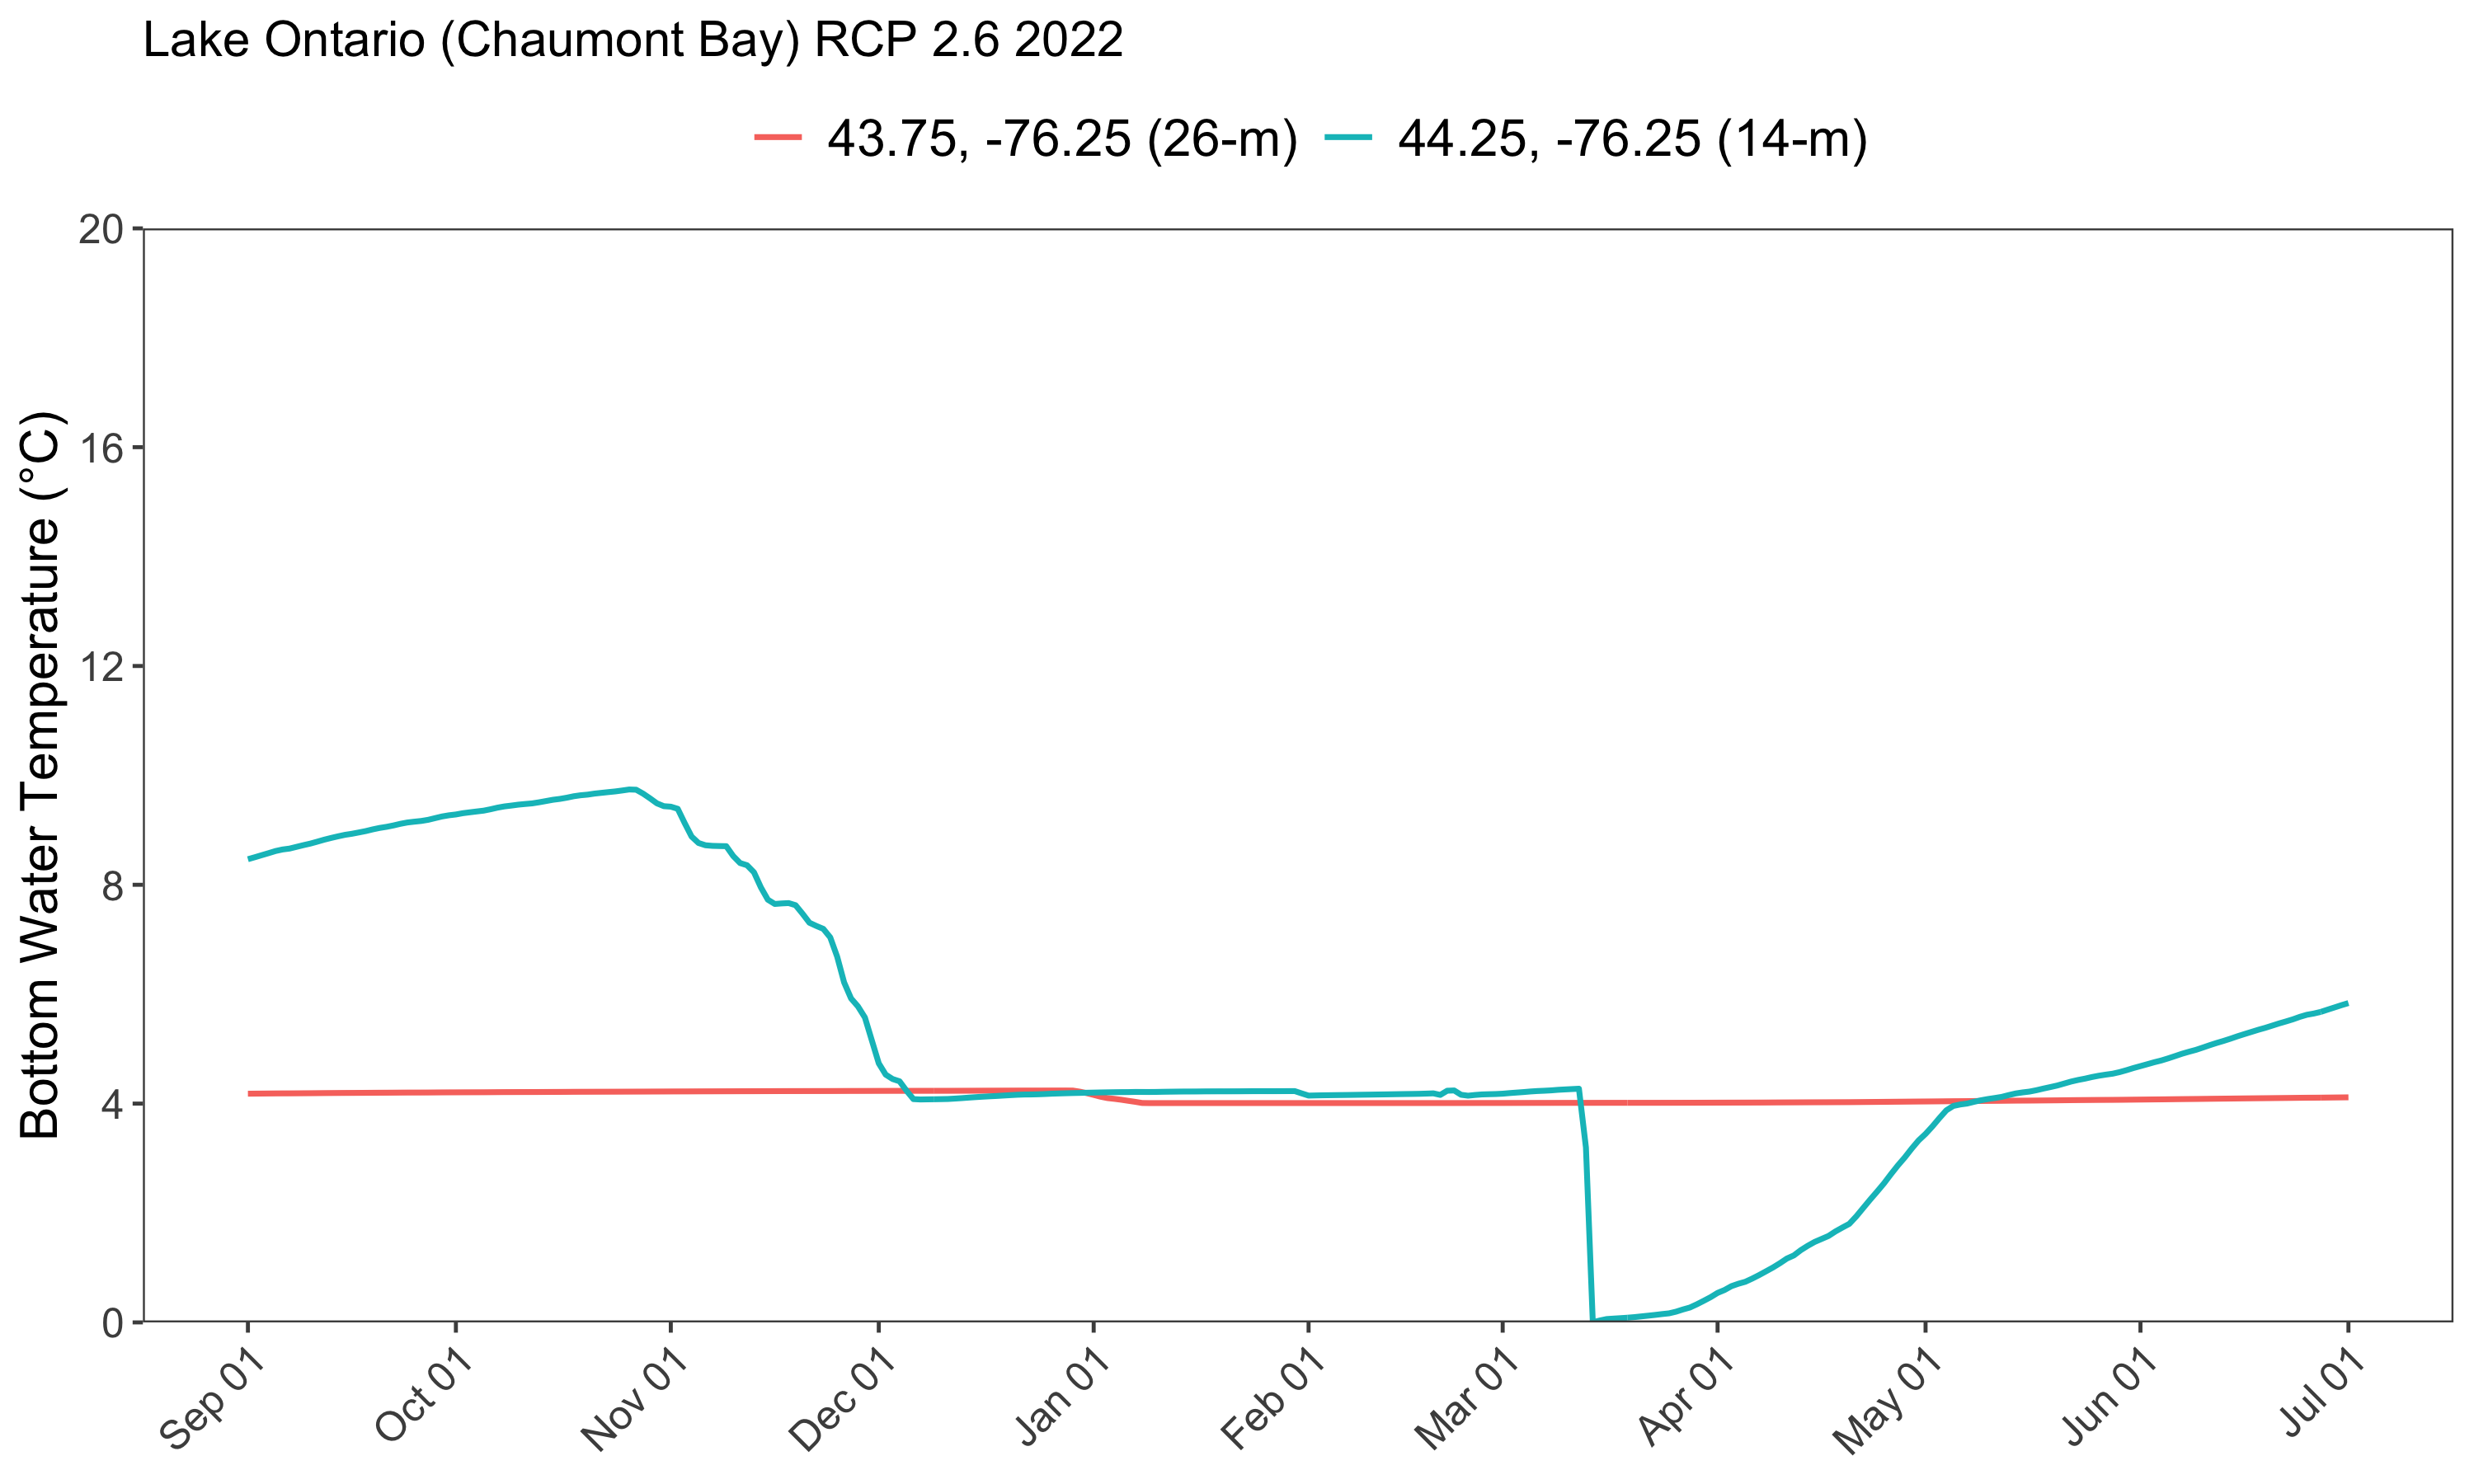 Lake Ontario (Chaumont Bay) RCP 2.6 2022
43.75, -76.25 (26-m) 44.25, -76.25 (14-m)
Bottom Water Temperature (°C)
20
16
12
8
4
0
Sep 01 Oct 01 Nov 01 Dec 01 Jan 01 Feb 01 Mar 01 Apr 01 May 01 Jun 01 Jul 01